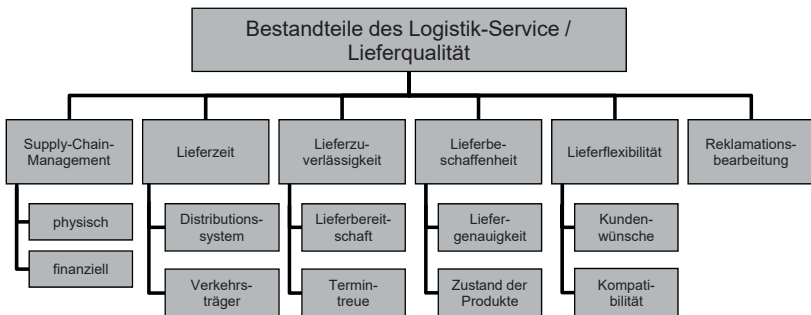 Bestandteile des Logistik-Service /
Lieferqualität
Supply-Chain-
Management
Lieferzeit
Lieferzu-
verlässigkeit
Lieferbe-
schaffenheit
Lieferflexibilität
Reklamations-
bearbeitung
physisch
finanziell
Distributions-
system
Verkehrs-
träger
Lieferbereit-
schaft
Termin-
treue
Liefer-
genauigkeit
Zustand der
Produkte
Kunden-
wünsche
Kompati-
bilität